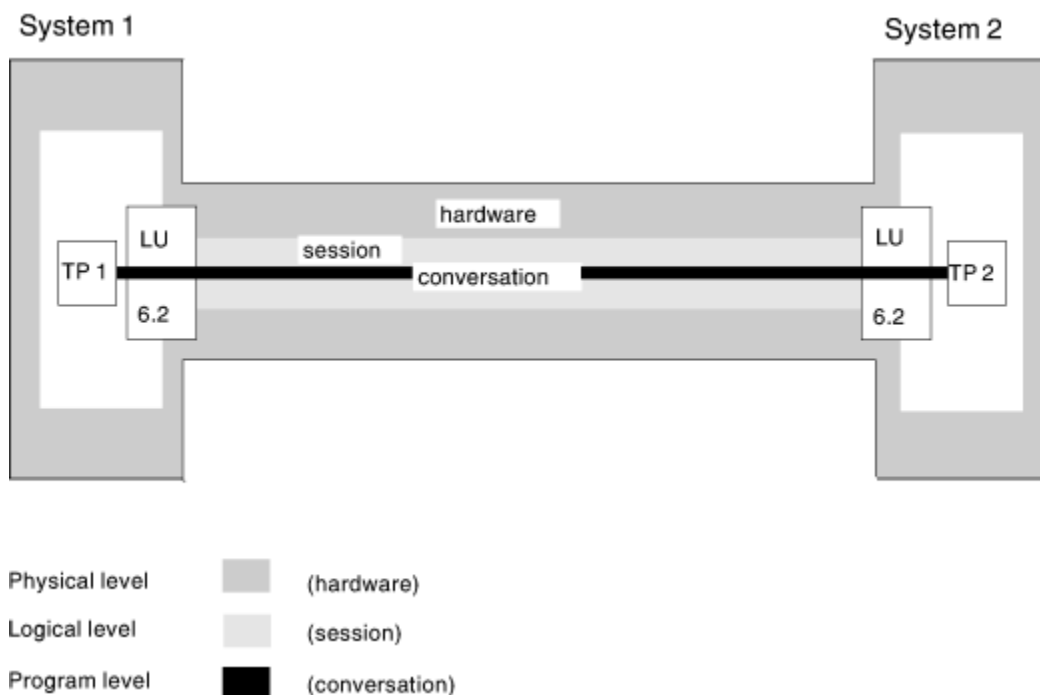 System 1
System 2
hardware
LU
LU
session
TP 1
conversation
TP 2
6.2
6.2
Physical level (hardware)
Logical level (session)
Program level (conversation)